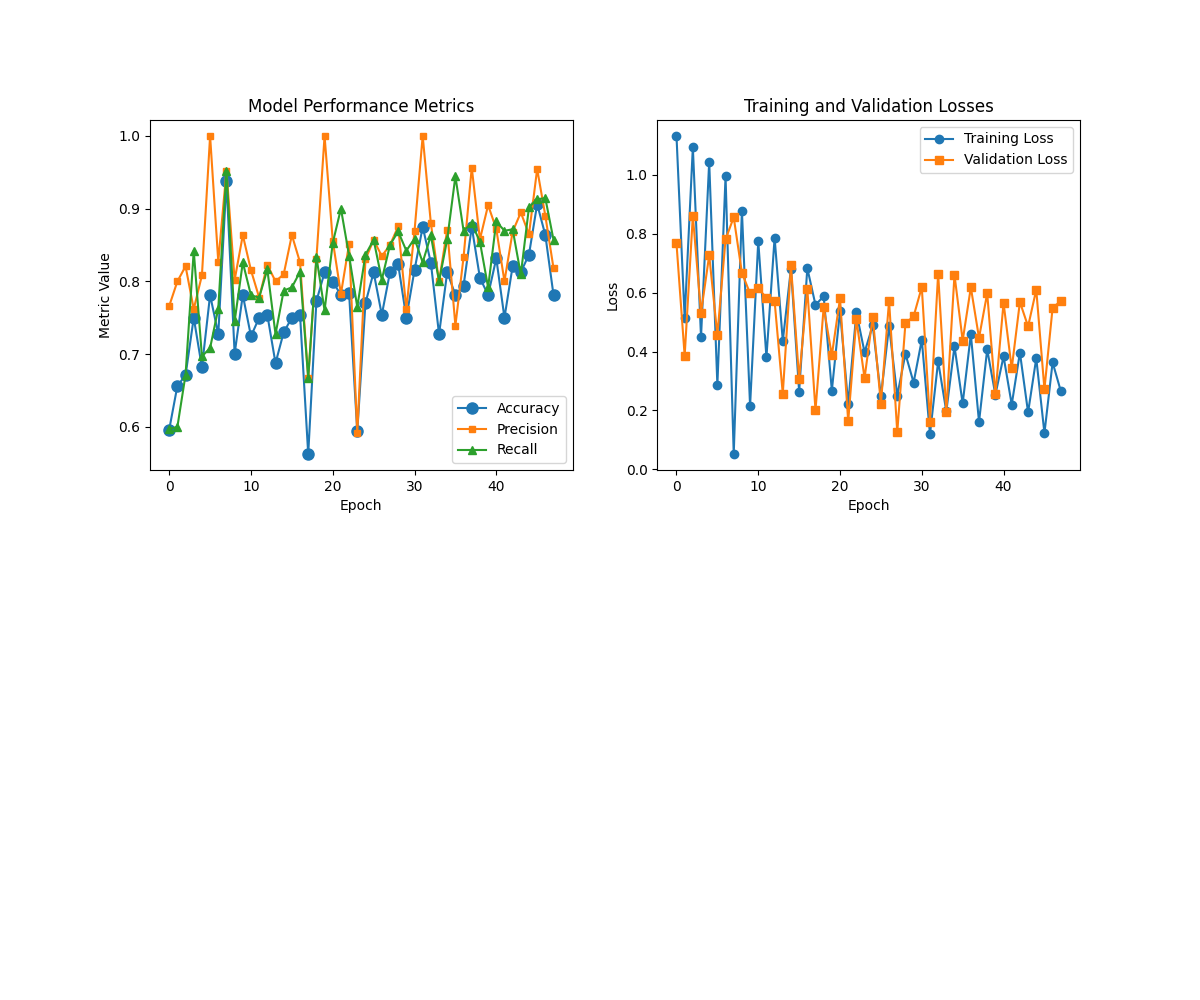 Model Performance Metrics
1.0
0.9
0.8
0.7
0.6
Metric Value
0
10
20
30
40
Epoch
Accuracy
Precision
Recall
Training and Validation Losses
1.0
0.8
0.6
0.4
0.2
0.0
Loss
0
10
20
30
40
Epoch
Training Loss
Validation Loss